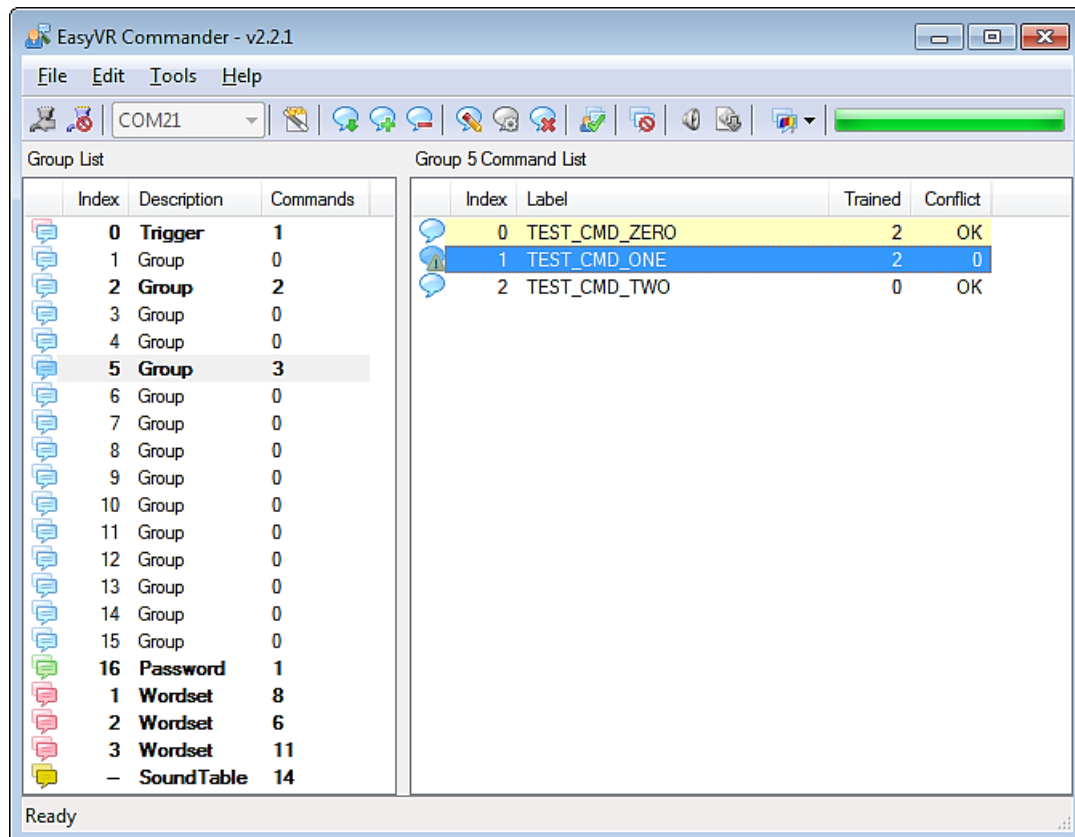 EasyVR Commander - v2.2.1
File Edit Tools Help
COM21
Group List
Index Description Commands
0 Trigger 1
1 Group 0
2 Group 2
3 Group 0
4 Group 0
5 Group 3
6 Group 0
7 Group 0
8 Group 0
9 Group 0
10 Group 0
11 Group 0
12 Group 0
13 Group 0
14 Group 0
15 Group 0
16 Password 1
1 Wordset 8
2 Wordset 6
3 Wordset 11
– SoundTable 14
Group 5 Command List
Index Label Trained Conflict
0 TEST_CMD_ZERO 2 OK
1 TEST_CMD_ONE 2 0
2 TEST_CMD_TWO 0 OK
Ready